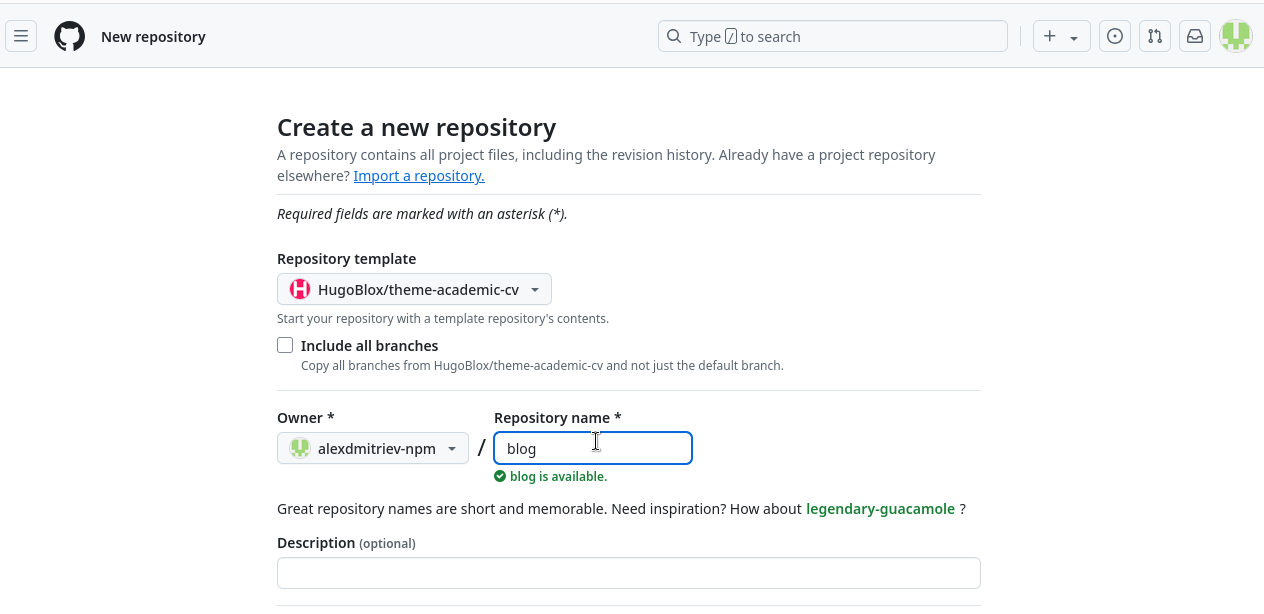 New repository
Type / to search
Create a new repository
A repository contains all project files, including the revision history. Already have a project repository
elsewhere? Import a repository.
Required fields are marked with an asterisk (*).
Repository template
HugoBlox/theme-academic-cv
Start your repository with a template repository's contents.
Include all branches
Copy all branches from HugoBlox/theme-academic-cv and not just the default branch.
Owner * Repository name *
alexdmitriev-npm / blog
blog is available.
Great repository names are short and memorable. Need inspiration? How about legendary-guacamole ?
Description (optional)